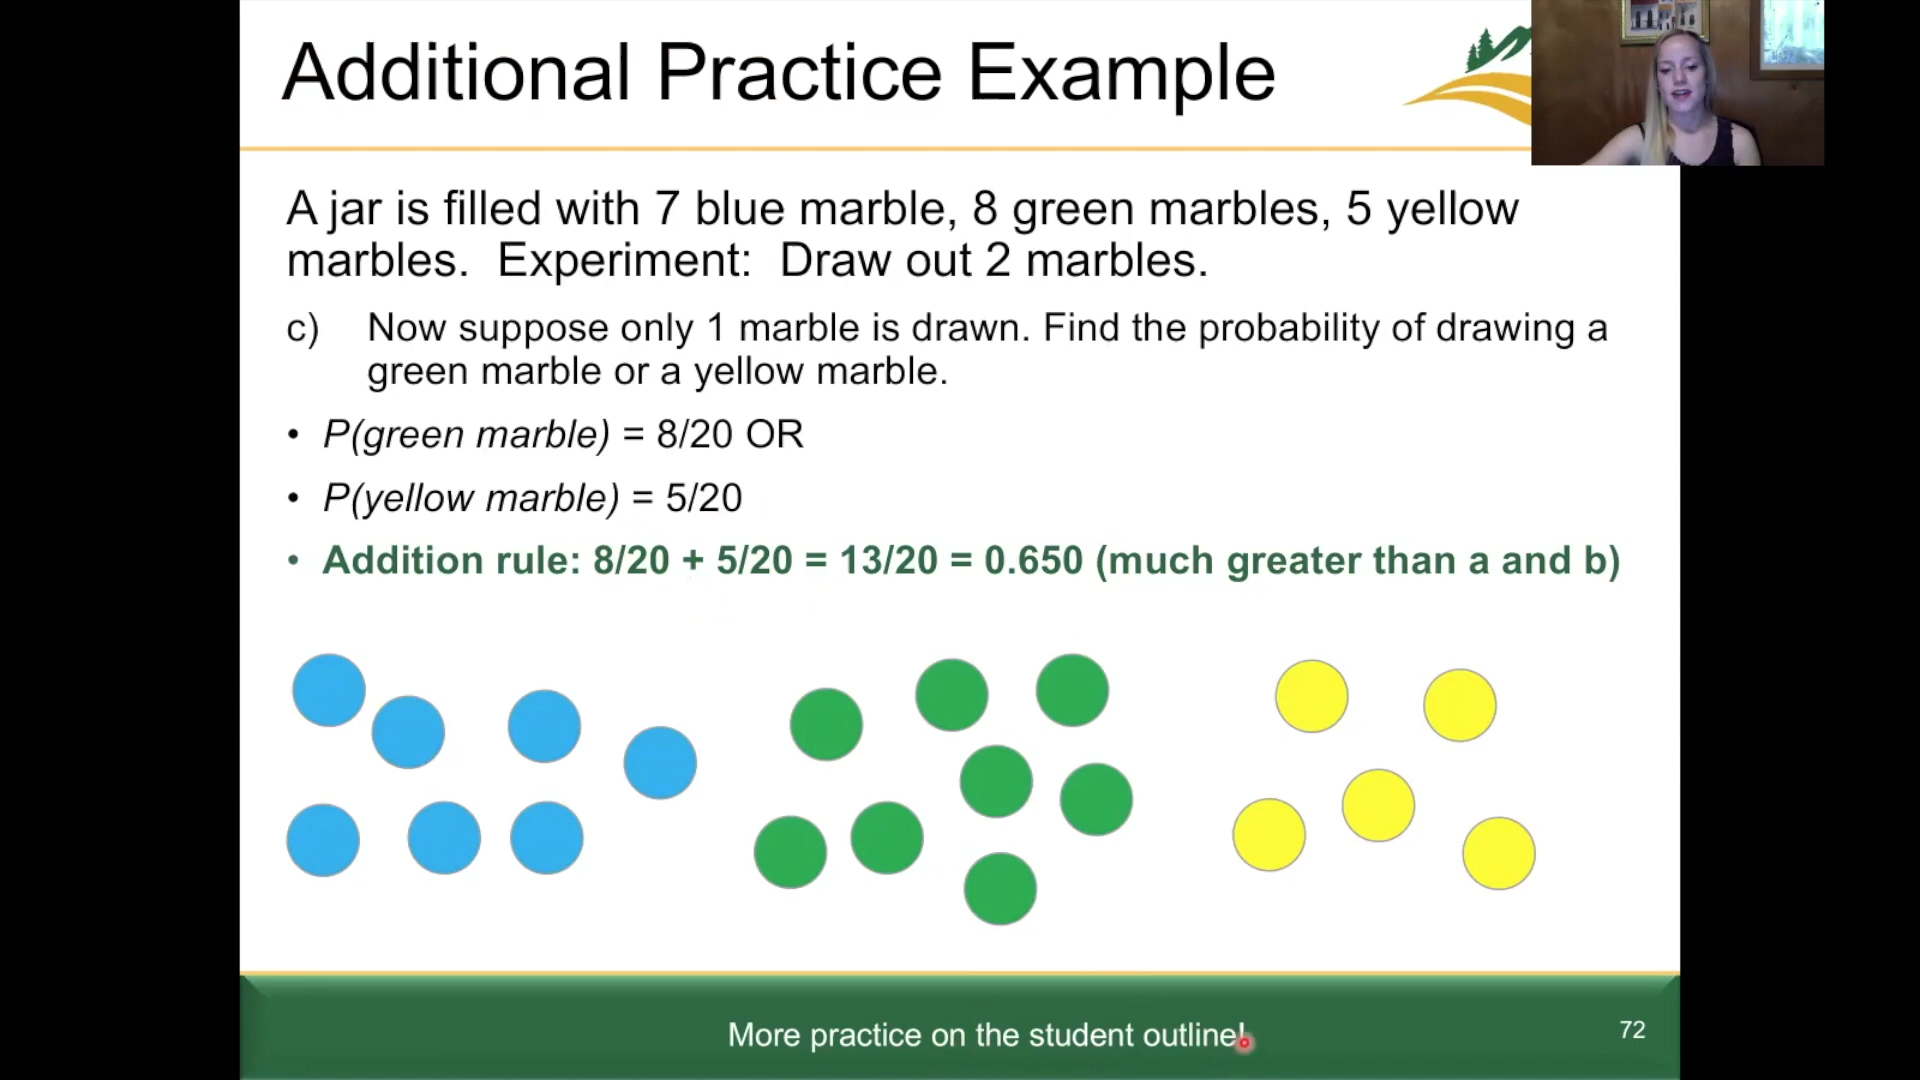 Additional Practice Example
A jar is filled with 7 blue marble, 8 green marbles, 5 yellow
marbles.  Experiment:  Draw out 2 marbles.
c) Now suppose only 1 marble is drawn. Find the probability of drawing a
green marble or a yellow marble.
• P(green marble) = 8/20 OR
• P(yellow marble) = 5/20
• Addition rule: 8/20 + 5/20 = 13/20 = 0.650 (much greater than a and b)
More practice on the student outline!
72